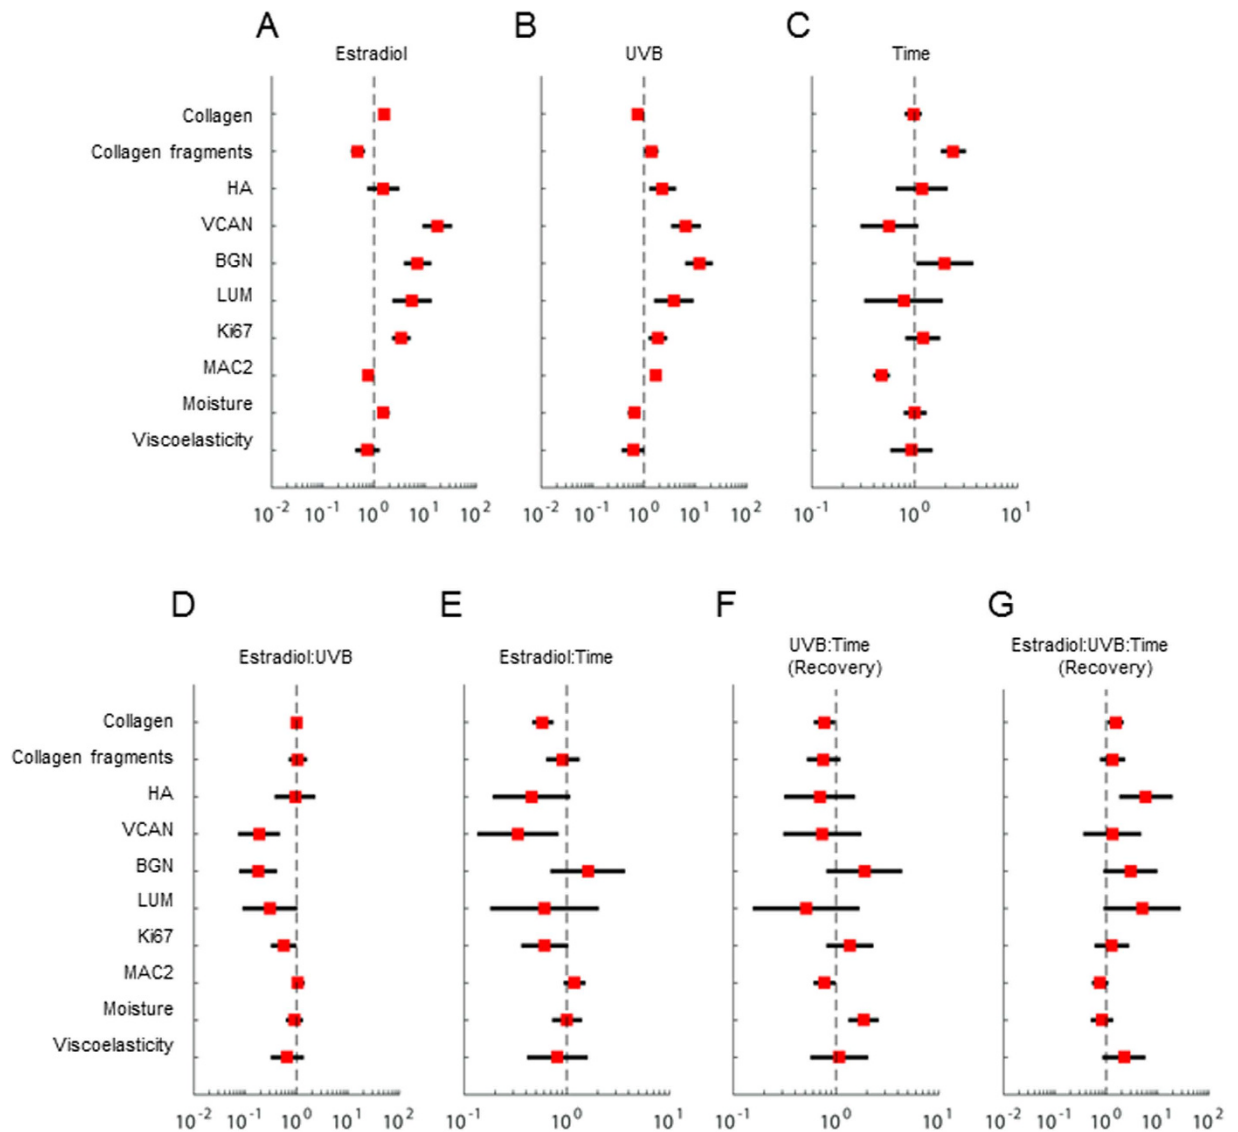 A
B
C
Estradiol
UVB
Time
Collagen
Collagen fragments
HA
VCAN
BGN
LUM
Ki67
MAC2
Moisture
Viscoelasticity
10-2 10-1 100 101 102
10-2 10-1 100 101 102
10-1 100 101
D
E
F
G
Estradiol:UVB
Estradiol:Time
UVB:Time
(Recovery)
Estradiol:UVB:Time
(Recovery)
Collagen
Collagen fragments
HA
VCAN
BGN
LUM
Ki67
MAC2
Moisture
Viscoelasticity
10-2 10-1 100 101 102
10-1 100 101
10-1 100 101
10-2 10-1 100 101 102